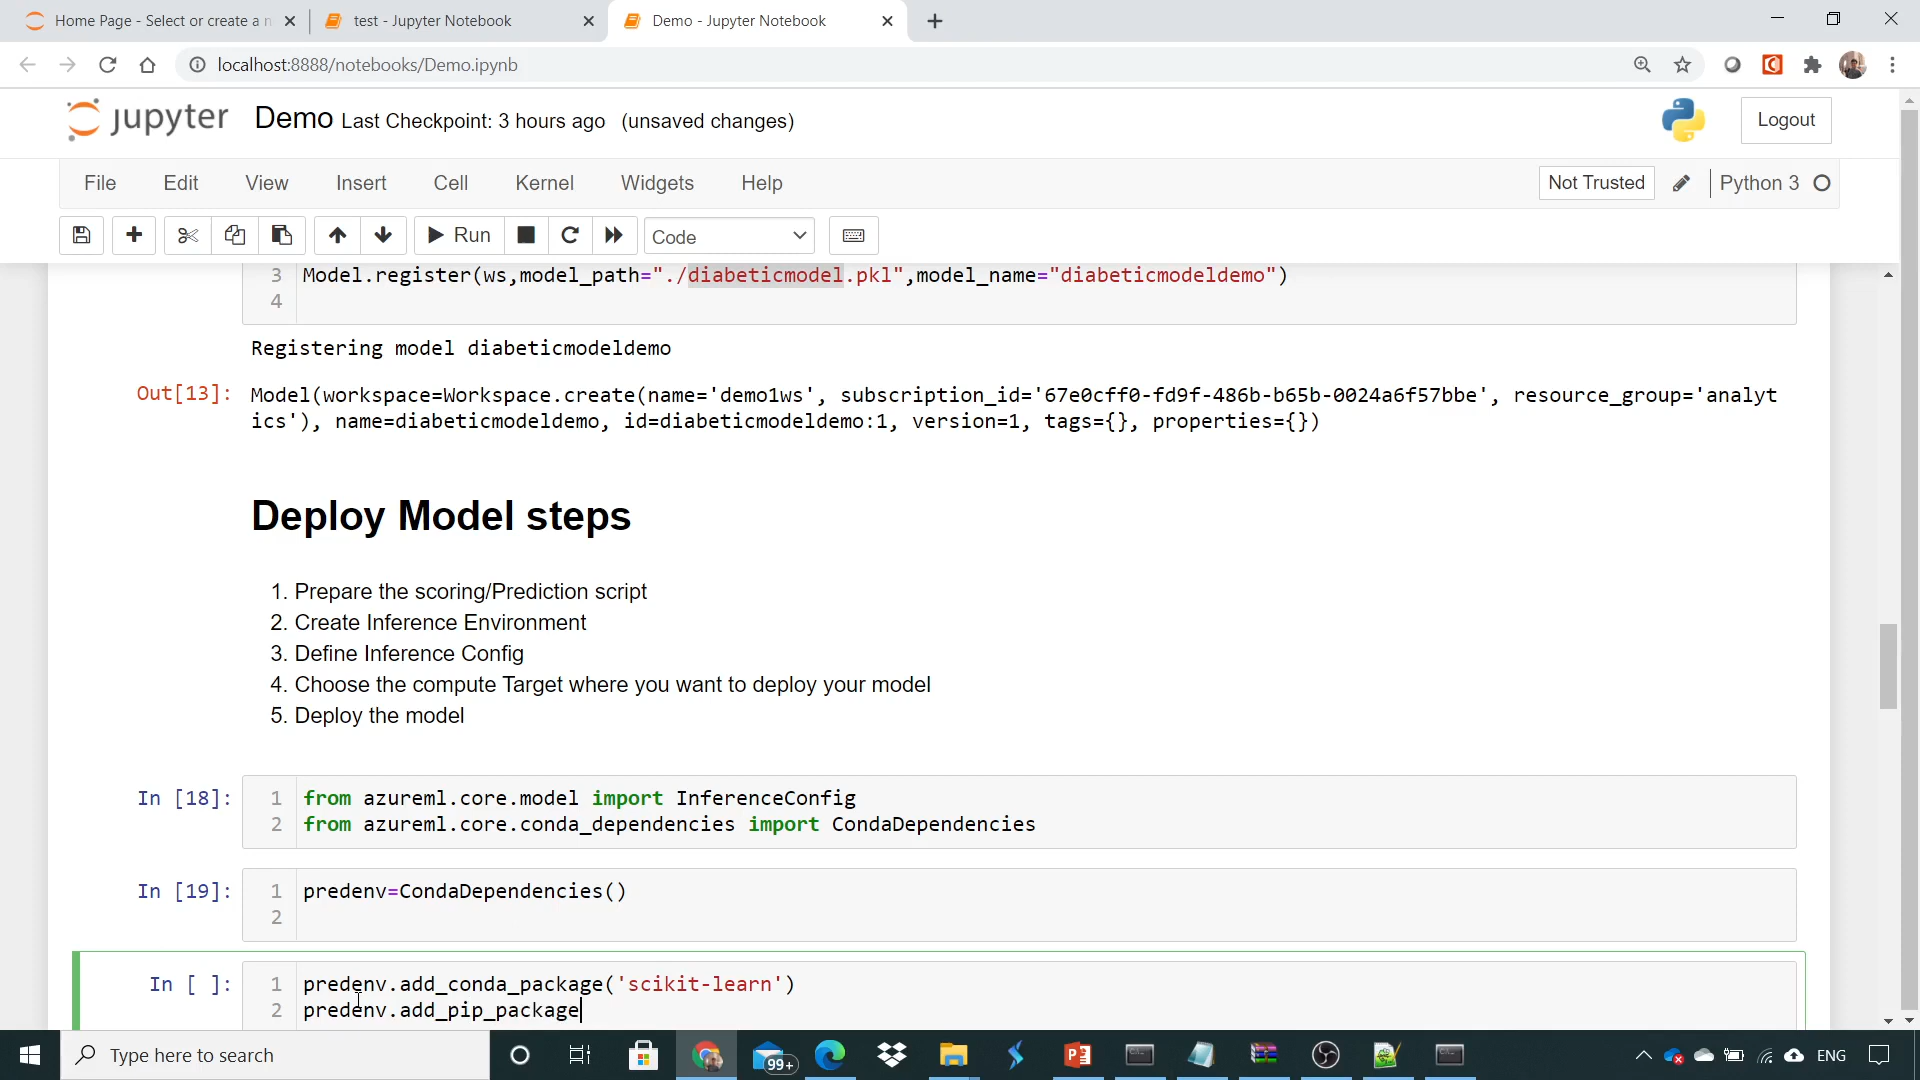 Home Page - Select or create a n
test - Jupyter Notebook
Demo - Jupyter Notebook
localhost:8888/notebooks/Demo.ipynb
jupyter
Demo Last Checkpoint: 3 hours ago (unsaved changes)
Logout
File Edit View Insert Cell Kernel Widgets Help
Not Trusted
Python 3
Run
Code
3 Model.register(ws,model_path="./diabeticmodel.pkl",model_name="diabeticmodeldemo")
4
Registering model diabeticmodeldemo
Out[13]: Model(workspace=Workspace.create(name='demo1ws', subscription_id='67e0cff0-fd9f-486b-b65b-0024a6f57bbe', resource_group='analyt
ics'), name=diabeticmodeldemo, id=diabeticmodeldemo:1, version=1, tags={}, properties={})
Deploy Model steps
1. Prepare the scoring/Prediction script
2. Create Inference Environment
3. Define Inference Config
4. Choose the compute Target where you want to deploy your model
5. Deploy the model
In [18]: 1 from azureml.core.model import InferenceConfig
2 from azureml.core.conda_dependencies import CondaDependencies
In [19]: 1 predenv=CondaDependencies()
2
In [ ]: 1 predenv.add_conda_package('scikit-learn')
2 predenv.add_pip_package
Type here to search
99+
ENG